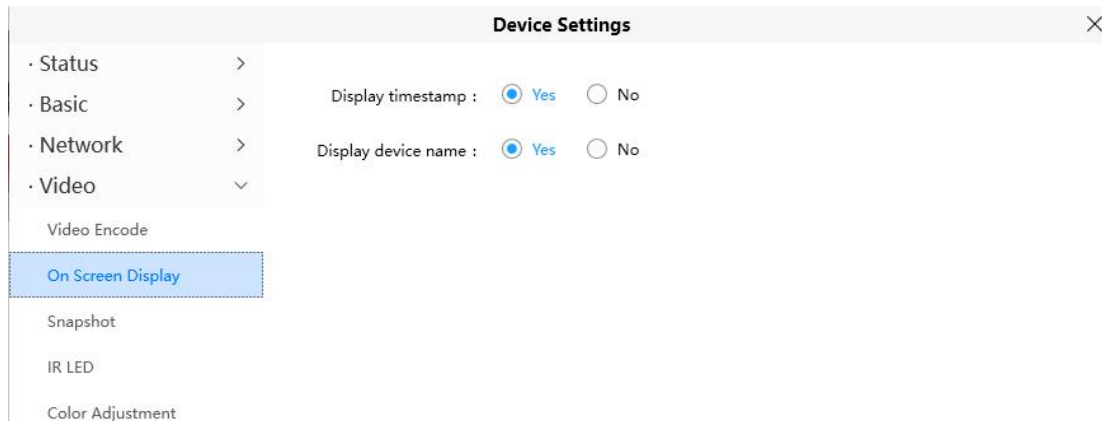 Device Settings
· Status
· Basic
· Network
· Video
Video Encode
On Screen Display
Snapshot
IR LED
Color Adjustment
Display timestamp : Yes No
Display device name : Yes No